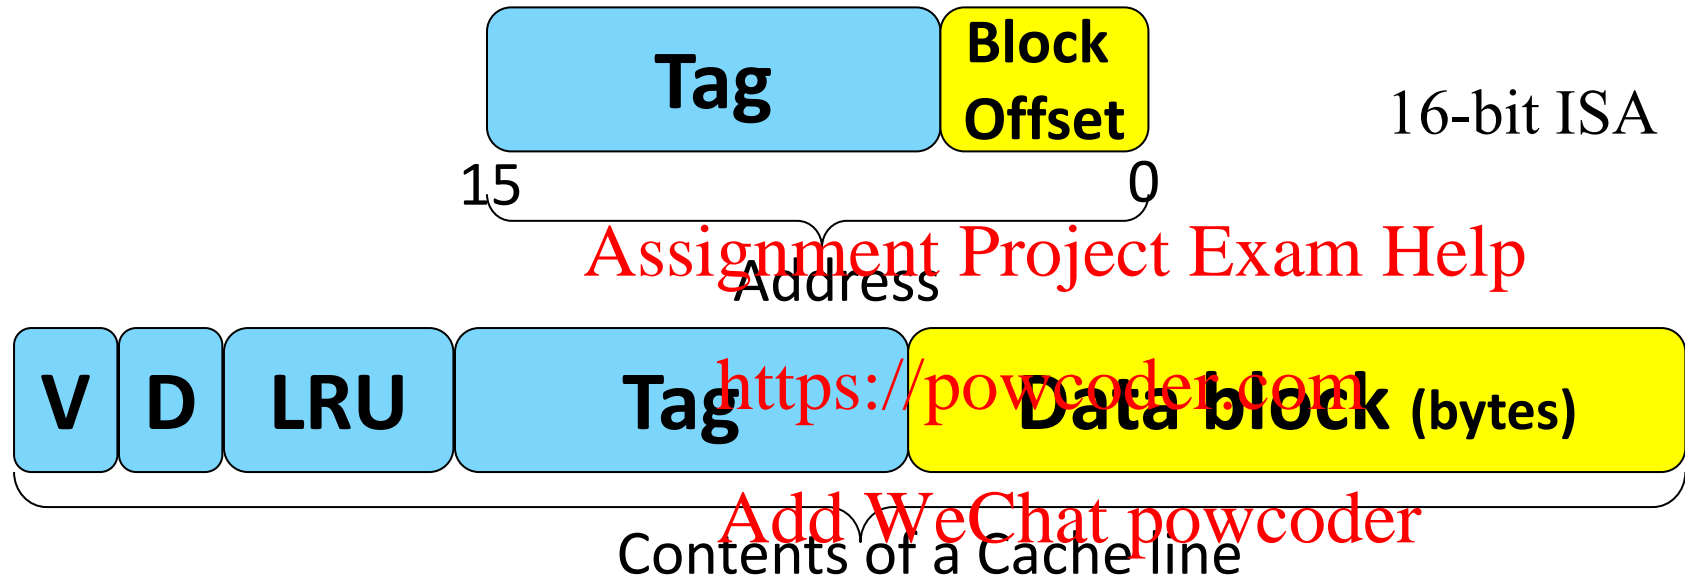 Tag
Block
Offset
16-bit ISA
15
0
Assignment Project Exam Help
Address
V
D
LRU
Tag
https://powcoder.com
Data block (bytes)
Add WeChat powcoder
Contents of a Cache line